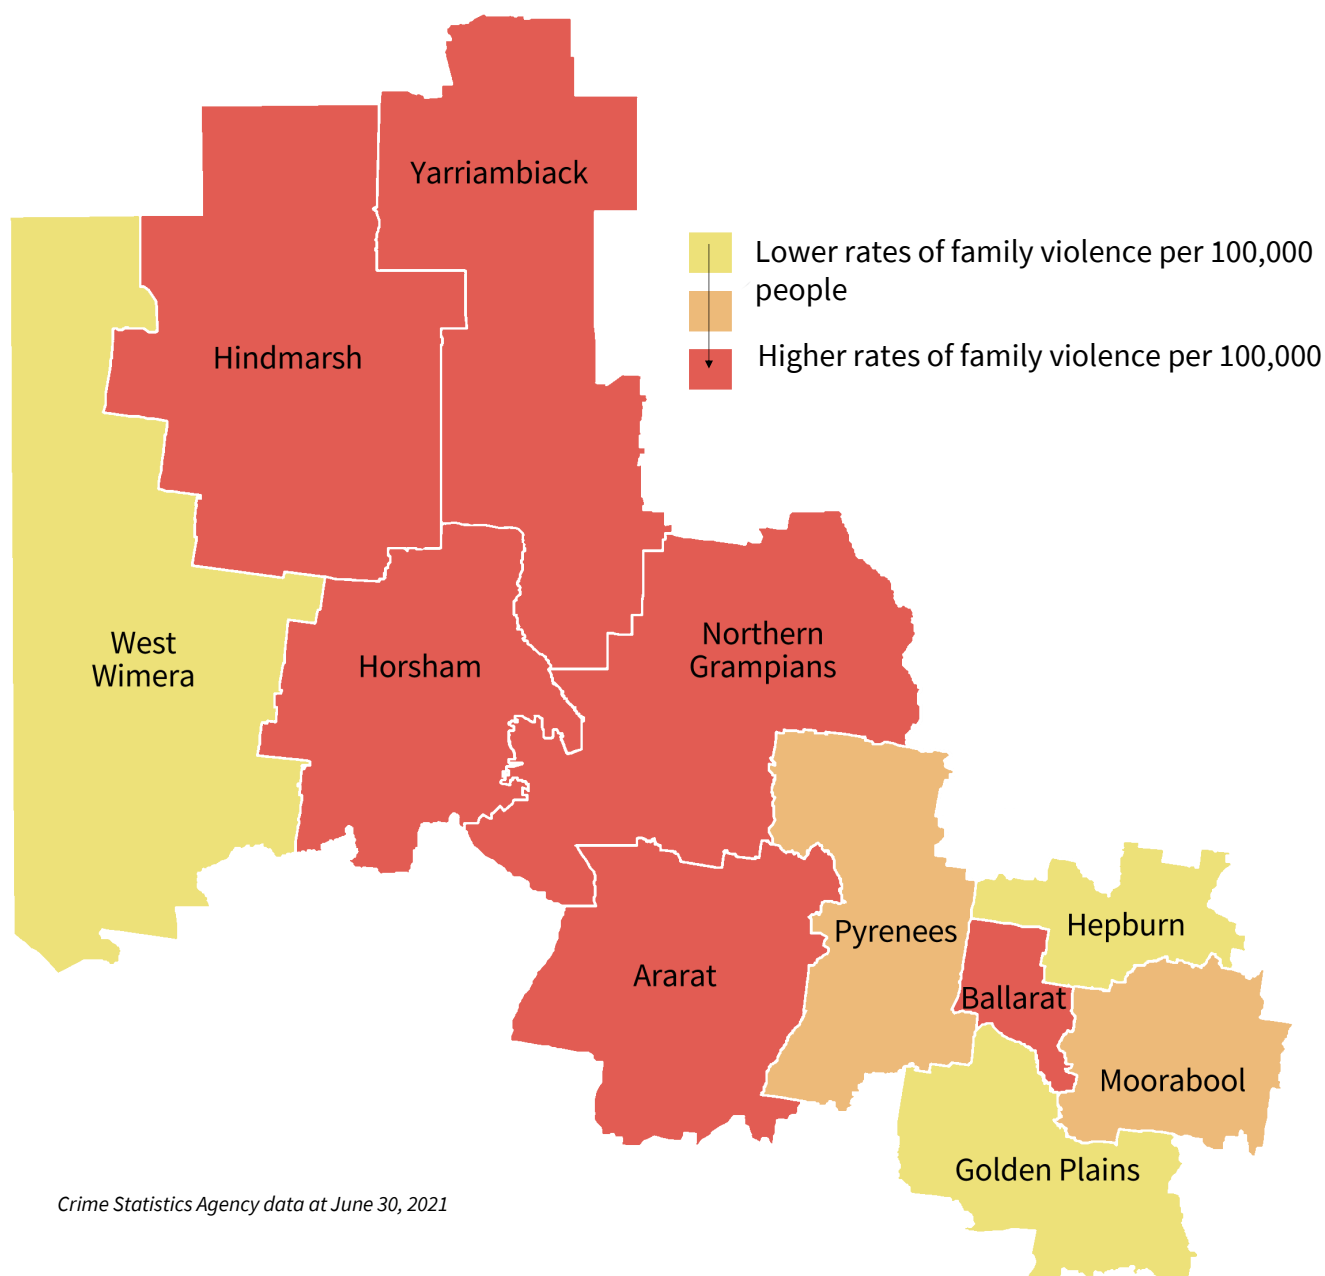 Yarriambiack
Lower rates of family violence per 100,000
people
Higher rates of family violence per 100,000
Hindmarsh
West
Wimera
Horsham
Northern
Grampians
Pyrenees
Hepburn
Ararat
Ballarat
Moorabool
Golden Plains
Crime Statistics Agency data at June 30, 2021